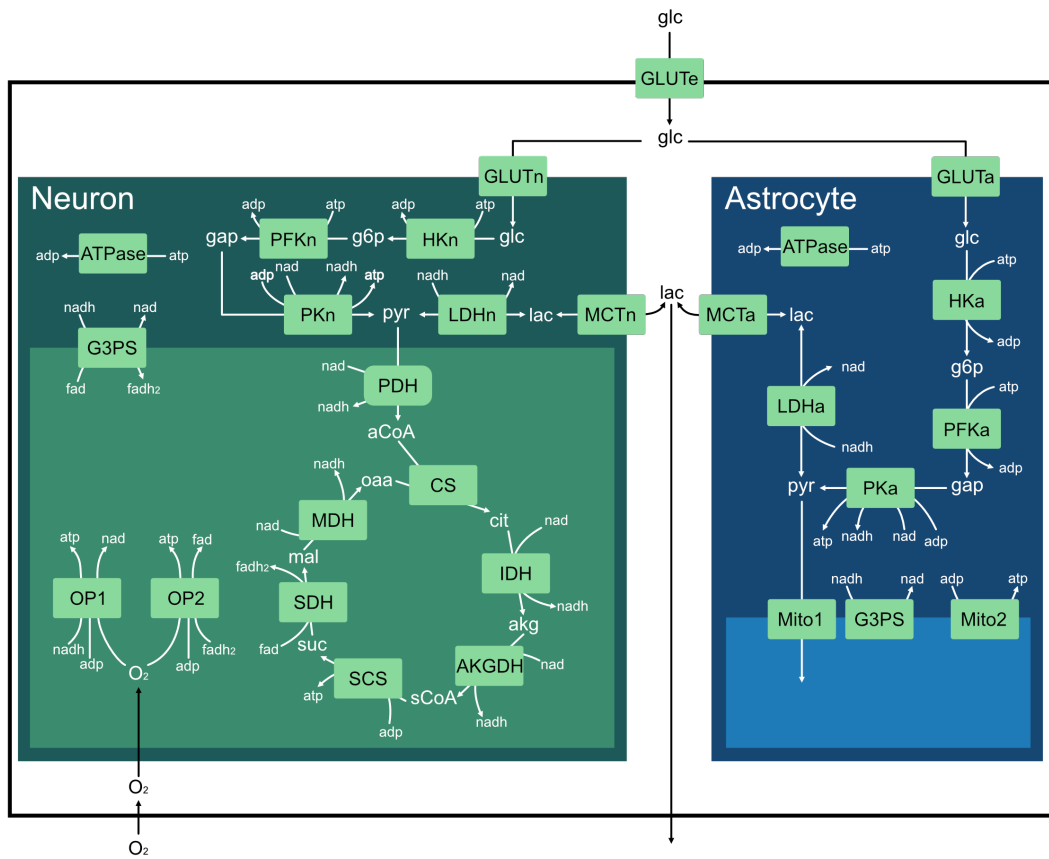 glc
GLUTe
glc
GLUTn
GLUTa
Neuron
Astrocyte
adp
atp
adp
atp
gap
PFKn
g6p
HKn
glc
glc
adp
ATPase
atp
adp
ATPase
atp
atp
adp
nad
nadh
atp
nadh
nad
PKn
pyr
LDHn
lac
MCTn
lac
MCTa
lac
HKa
adp
nadh
nad
G3PS
fad
fadh2
g6p
nad
PDH
nadh
nad
LDHa
nadh
atp
PFKa
adp
aCoA
oaa
CS
nadh
MDH
nad
mal
cit
nad
IDH
nadh
pyr
PKa
gap
atp
nadh
nad
adp
atp
nad
atp
fad
OP1
OP2
nadh
adp
adp
fadh2
O2
fadh2
SDH
fad
suc
akg
AKGDH
nad
SCS
sCoA
atp
adp
nadh
nadh
nad
adp
atp
Mito1
G3PS
Mito2
O2
O2